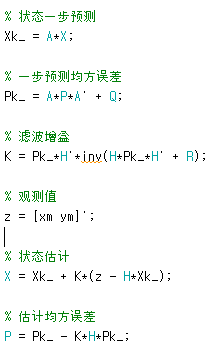 % 状态一步预测
Xk_ = A*X;
% 一步预测均方误差
Pk_ = A*P*A' + Q;
% 滤波增益
K = Pk_*H'*inv(H*Pk_*H' + R);
% 观测值
z = [xm ym]';
% 状态估计
X = Xk_ + K*(z - H*Xk_);
% 估计均方误差
P = Pk_ - K*H*Pk_;